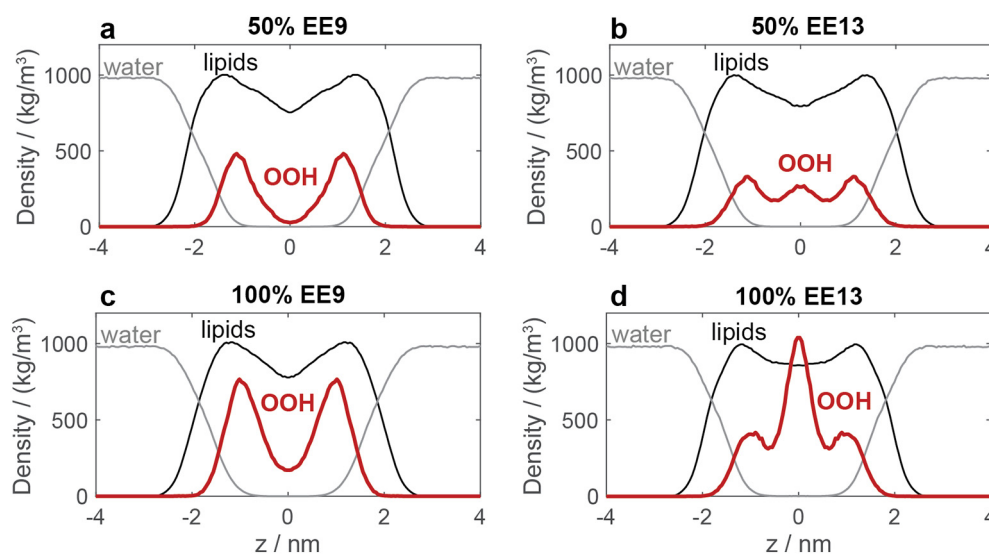 a 50% EE9
water lipids
OOH
Density / (kg/m³)
1000
500
0
-4 -2 0 2 4
b 50% EE13
water lipids
OOH
Density / (kg/m³)
1000
500
0
-4 -2 0 2 4
c 100% EE9
water lipids
OOH
Density / (kg/m³)
1000
500
0
-4 -2 0 2 4
z / nm
d 100% EE13
water lipids
OOH
Density / (kg/m³)
1000
500
0
-4 -2 0 2 4
z / nm